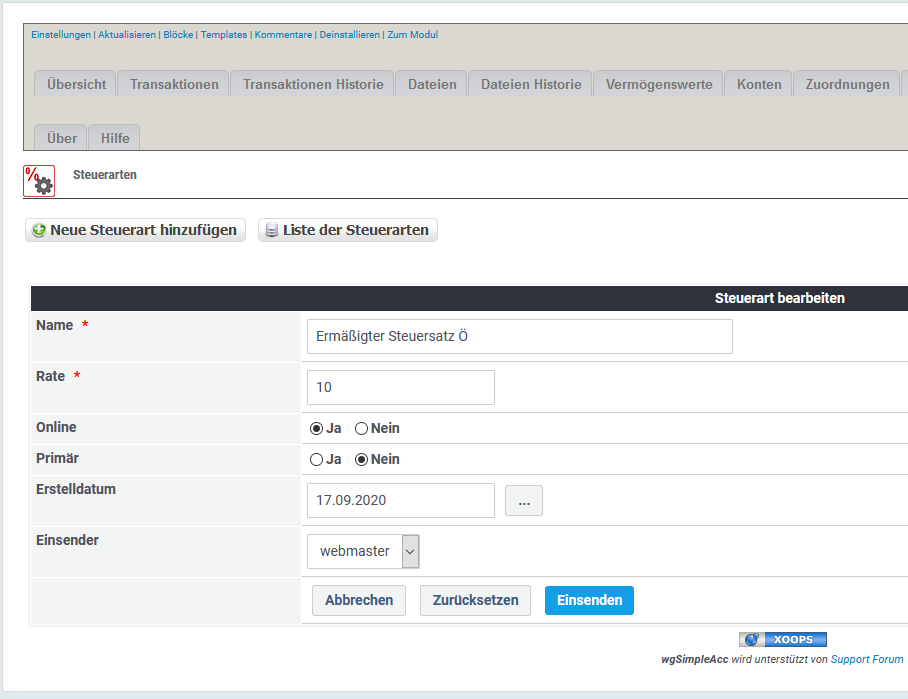 Einstellungen | Aktualisieren | Blöcke | Templates | Kommentare | Deinstallieren | Zum Modul
Übersicht Transaktionen Transaktionen Historie Dateien Dateien Historie Vermögenswerte Konten Zuordnungen
Über Hilfe
%
Steuerarten
Neue Steuerart hinzufügen Liste der Steuerarten
Steuerart bearbeiten
Name * Ermäßigter Steuersatz Ö
Rate * 10
Online Ja Nein
Primär Ja Nein
Erstelldatum 17.09.2020 ...
Einsender webmaster
Abbrechen Zurücksetzen Einsenden
XOOPS
wgSimpleAcc wird unterstützt von Support Forum